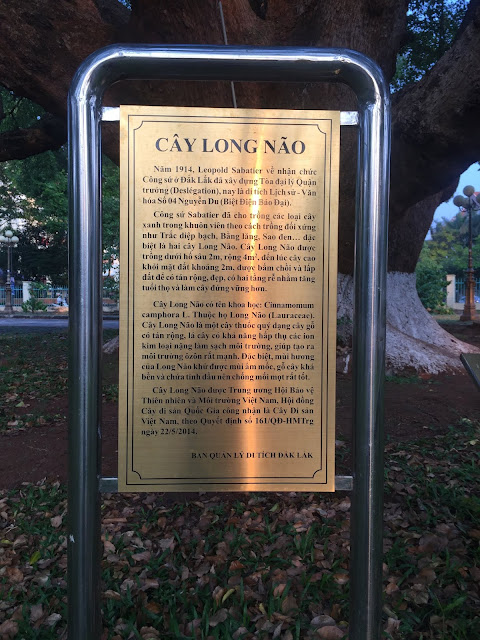 CÂY LONG NÃO
Năm 1914, Leopold Sabatier về nhận chức
Công sứ ở Đăk Lăk đã xây dựng Tòa đại lý Quận
trưởng (Deslégation), nay là di tích Lịch sử - Văn
hóa Số 04 Nguyễn Du (Biệt Điện Bảo Đại).
Công sứ Sabatier đã cho trồng các loại cây
xanh trong khuôn viên theo cách trồng đối xứng
như Trắc diệp bạch, Bằng lăng, Sao đen… đặc
biệt là hai cây Long Não. Cây Long Não được
trồng dưới hố sâu 2m, rộng 4m², đến lúc cây cao
khỏi mặt đất khoảng 2m, được bấm chồi và lấp
đất để có tán rộng, đẹp, có hai tầng rễ nhằm tăng
tuổi thọ và làm cây đứng vững hơn.
Cây Long Não có tên khoa học: Cinnamomum
camphora L. Thuộc họ Long Não (Lauraceae).
Cây Long Não là một cây thuốc quý dạng cây gỗ
có tán rộng, lá cây có khả năng hấp thụ các ion
kim loại nặng làm sạch môi trường, giúp tạo ra
môi trường ôzôn rất mạnh. Đặc biệt, mùi hương
của Long Não khử được mùi ẩm mốc, gỗ cây khá
bền và chứa tinh dầu nên chống mối mọt rất tốt.
Cây Long Não được Trung ương Hội Bảo vệ
Thiên nhiên và Môi trường Việt Nam, Hội đồng
Cây di sản Quốc Gia công nhận là Cây Di sản
Việt Nam, theo Quyết định số 161/QĐ-HMTrg
ngày 22/5/2014.
BAN QUẢN LÝ DI TÍCH ĐĂK LĂK